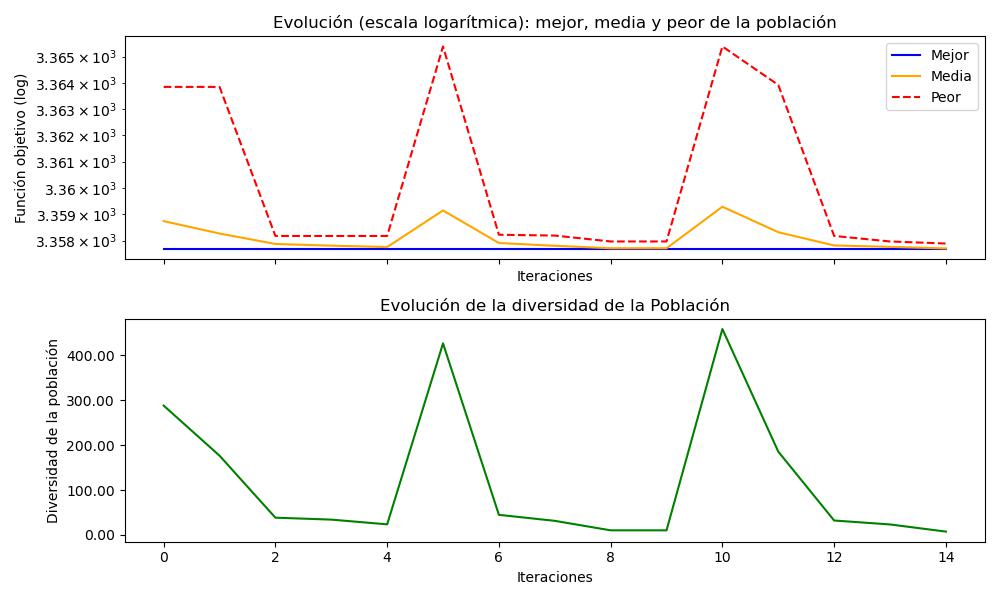 Evolución (escala logarítmica): mejor, media y peor de la población
Función objetivo (log)
3.365 × 10³
3.364 × 10³
3.363 × 10³
3.362 × 10³
3.361 × 10³
3.36 × 10³
3.359 × 10³
3.358 × 10³
Mejor
Media
Peor
Iteraciones
Evolución de la diversidad de la Población
Diversidad de la población
400.00
300.00
200.00
100.00
0.00
0 2 4 6 8 10 12 14
Iteraciones